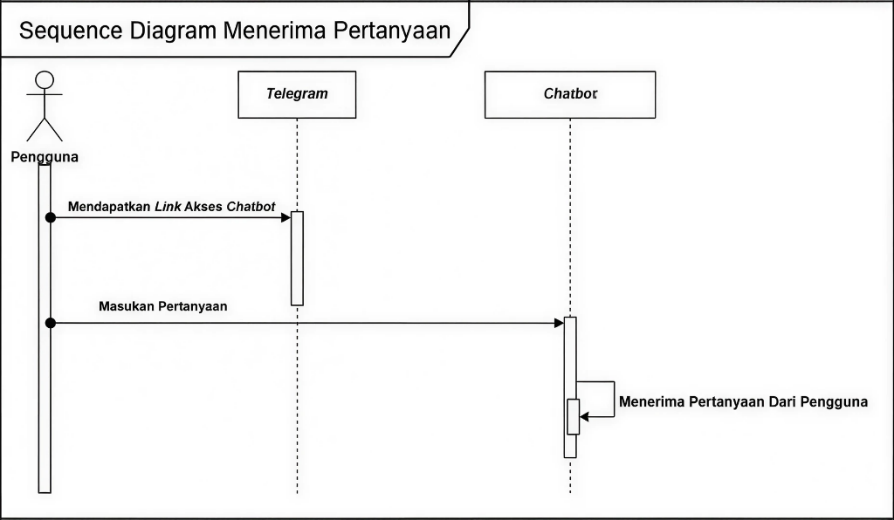 Sequence Diagram Menerima Pertanyaan
Telegram
Chatbot
Pengguna
Mendapatkan Link Akses Chatbot
Masukan Pertanyaan
Menerima Pertanyaan Dari Pengguna